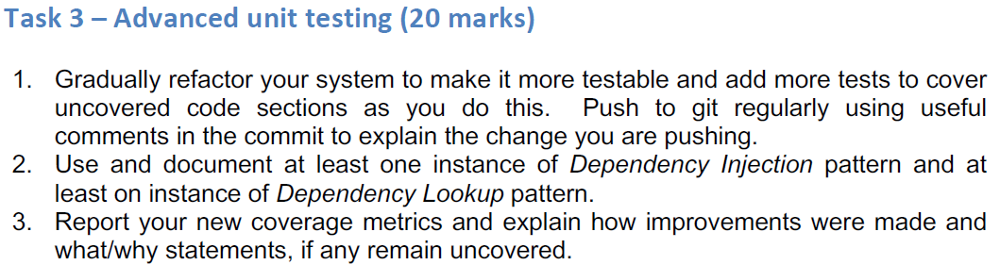 Task 3 – Advanced unit testing (20 marks)
1. Gradually refactor your system to make it more testable and add more tests to cover
uncovered code sections as you do this. Push to git regularly using useful
comments in the commit to explain the change you are pushing.
2. Use and document at least one instance of Dependency Injection pattern and at
least on instance of Dependency Lookup pattern.
3. Report your new coverage metrics and explain how improvements were made and
what/why statements, if any remain uncovered.